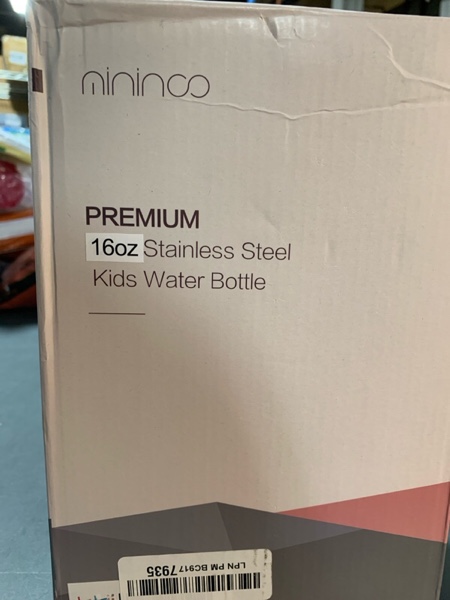 mininoo
PREMIUM
16oz Stainless Steel
Kids Water Bottle
LPN PM BC917 7935